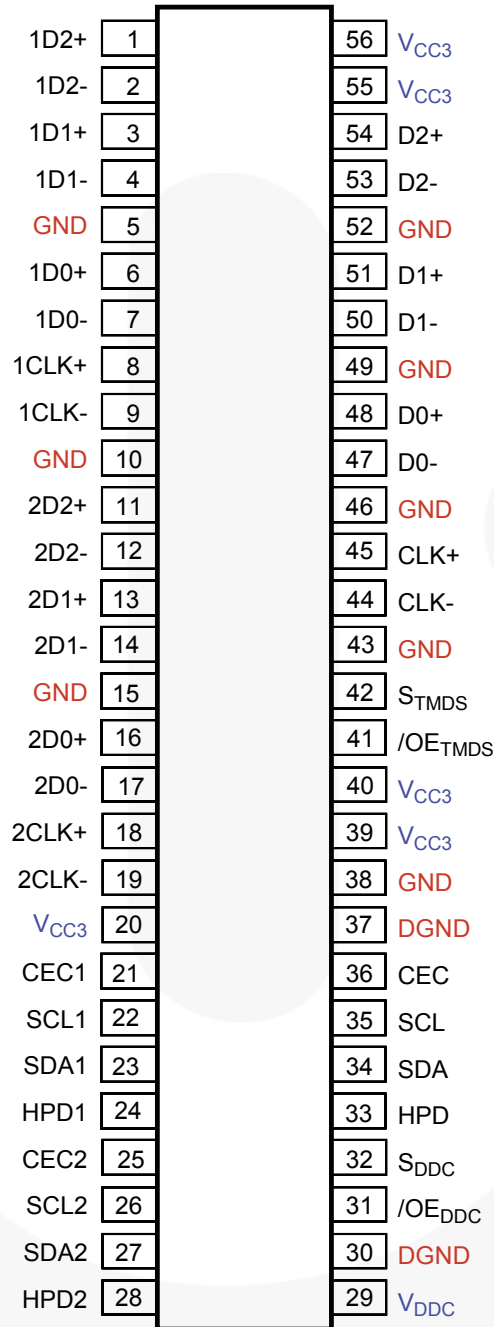 1D2+ 1 56 VCC3
1D2- 2 55 VCC3
1D1+ 3 54 D2+
1D1- 4 53 D2-
GND 5 52 GND
1D0+ 6 51 D1+
1D0- 7 50 D1-
1CLK+ 8 49 GND
1CLK- 9 48 D0+
GND 10 47 D0-
2D2+ 11 46 GND
2D2- 12 45 CLK+
2D1+ 13 44 CLK-
2D1- 14 43 GND
GND 15 42 STMDS
2D0+ 16 41 /OETMDS
2D0- 17 40 VCC3
2CLK+ 18 39 VCC3
2CLK- 19 38 GND
VCC3 20 37 DGND
CEC1 21 36 CEC
SCL1 22 35 SCL
SDA1 23 34 SDA
HPD1 24 33 HPD
CEC2 25 32 SDDC
SCL2 26 31 /OEDDC
SDA2 27 30 DGND
HPD2 28 29 VDDC